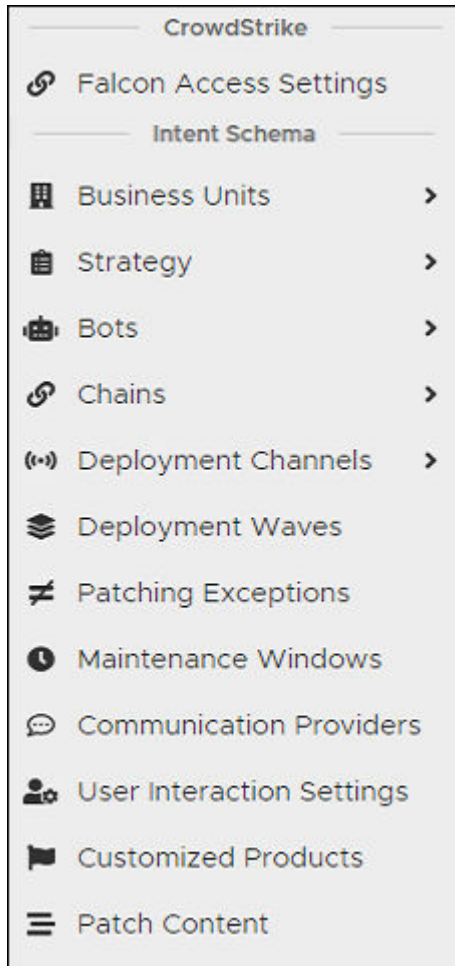 CrowdStrike
Falcon Access Settings
Intent Schema
Business Units
Strategy
Bots
Chains
Deployment Channels
Deployment Waves
Patching Exceptions
Maintenance Windows
Communication Providers
User Interaction Settings
Customized Products
Patch Content